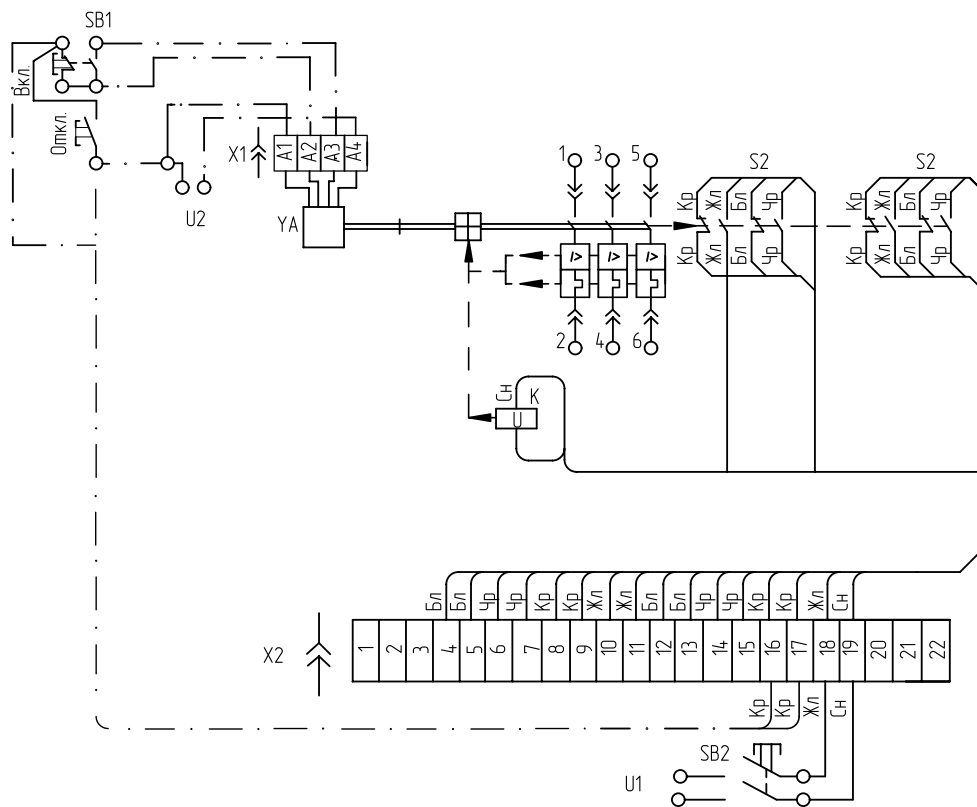 SB1
Вкл.
Откл.
X1
A1 A2 A3 A4
U2
YA
1 3 5
I> I> I>
2 4 6
S2
Кр Жл Бл Чр
Кр Жл Бл Чр
S2
Кр Жл Бл Чр
Кр Жл Бл Чр
Сн
K
U
Бл Бл Чр Чр Кр Кр Жл Жл Бл Бл Чр Чр Кр Кр Жл Сн
X2
1 2 3 4 5 6 7 8 9 10 11 12 13 14 15 16 17 18 19 20 21 22
Кр Кр Жл Сн
SB2
U1